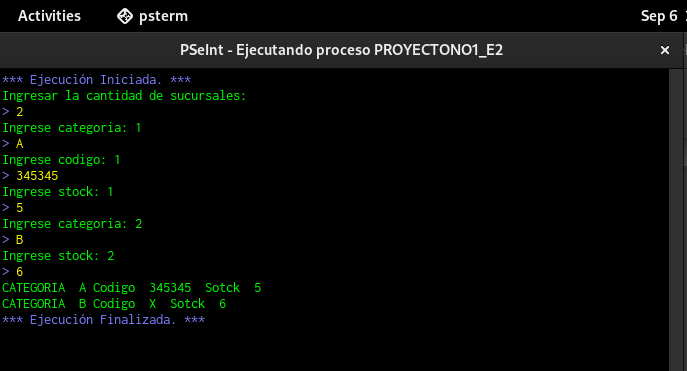 Activities psterm Sep 6
PSeInt - Ejecutando proceso PROYECTONO1_E2 ×
*** Ejecución Iniciada. ***
Ingresar la cantidad de sucursales:
> 2
Ingrese categoria: 1
> A
Ingrese codigo: 1
> 345345
Ingrese stock: 1
> 5
Ingrese categoria: 2
> B
Ingrese stock: 2
> 6
CATEGORIA  A Codigo  345345  Sotck  5
CATEGORIA  B Codigo  X  Sotck  6
*** Ejecución Finalizada. ***